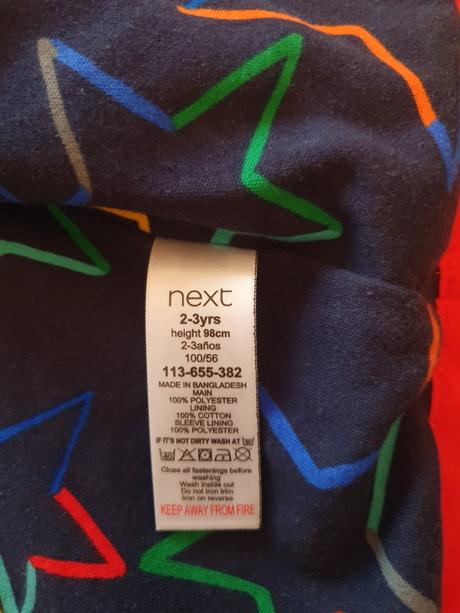 next
2-3yrs
height 98cm
2-3años
100/56
113-655-382
MADE IN BANGLADESH
MAIN
100% POLYESTER
LINING
100% COTTON
SLEEVE LINING
100% POLYESTER
IF IT'S NOT DIRTY WASH AT 30
40
Close all fastenings before
washing
Wash inside out
Do not iron trim
Iron on reverse
KEEP AWAY FROM FIRE